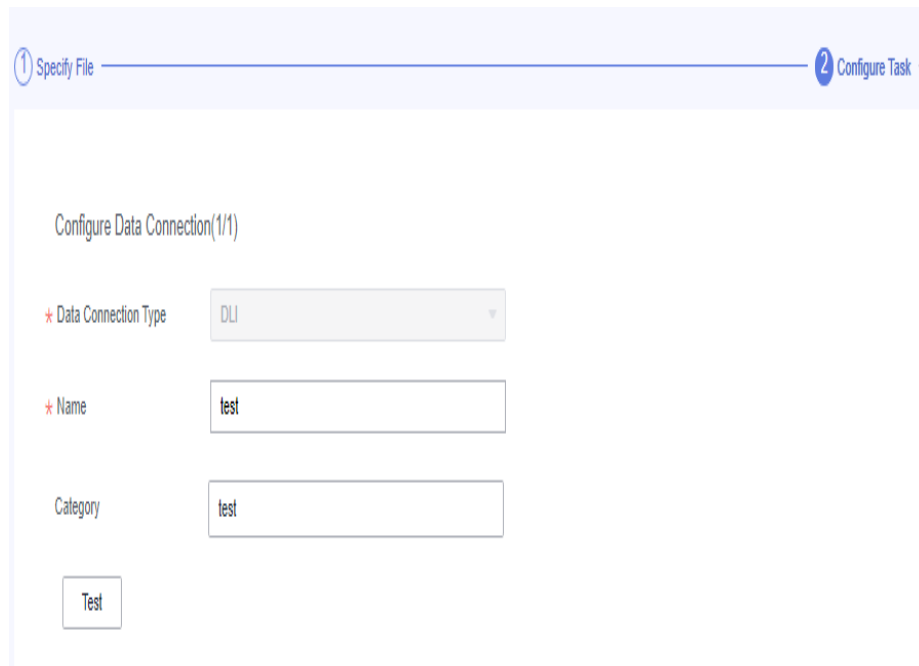 1 Specify File 2 Configure Task
Configure Data Connection(1/1)
* Data Connection Type DLI
* Name test
Category test
Test